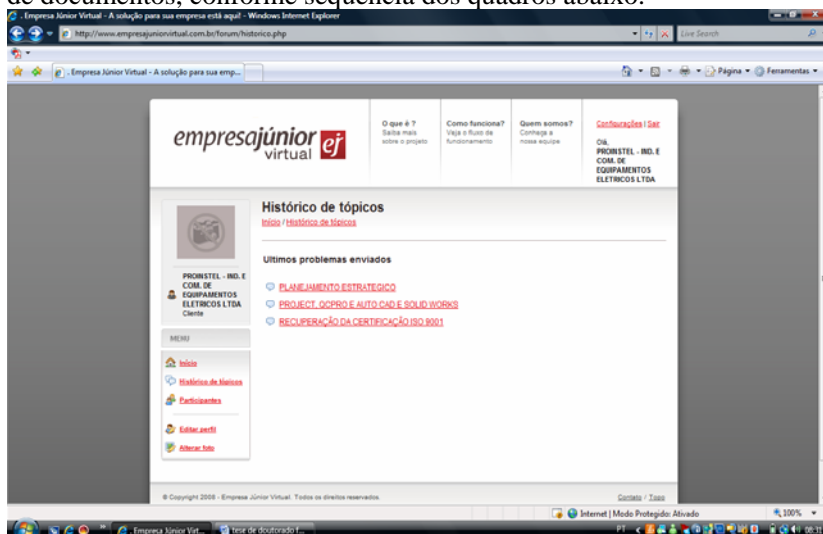 de documentos, conforme sequência dos quadros abaixo:
. Empresa Júnior Virtual - A solução para sua empresa está aqui! - Windows Internet Explorer
http://www.empresajuniorvirtual.com.br/forum/historico.php
Live Search
. Empresa Júnior Virtual - A solução para sua emp...
Página
Ferramentas
empresajúnior ej
virtual
O que é ?
Saiba mais
sobre o projeto
Como funciona?
Veja o fluxo de
funcionamento
Quem somos?
Conheça a
nossa equipe
Configurações | Sair
Olá,
PROINSTEL - IND. E
COM. DE
EQUIPAMENTOS
ELETRICOS LTDA
Histórico de tópicos
Início / Histórico de tópicos
Ultimos problemas enviados
PLANEJAMENTO ESTRATEGICO
PROJECT, QCPRO E AUTO CAD E SOLID WORKS
RECUPERAÇÃO DA CERTIFICAÇÃO ISO 9001
PROINSTEL - IND. E
COM. DE
EQUIPAMENTOS
ELETRICOS LTDA
Cliente
MENU
Início
Histórico de tópicos
Participantes
Editar perfil
Alterar foto
© Copyright 2008 - Empresa Júnior Virtual. Todos os direitos reservados.
Contato / Topo
Internet | Modo Protegido: Ativado
100%
. Empresa Júnior Virt...
tese de doutorado f...
PT
08:31